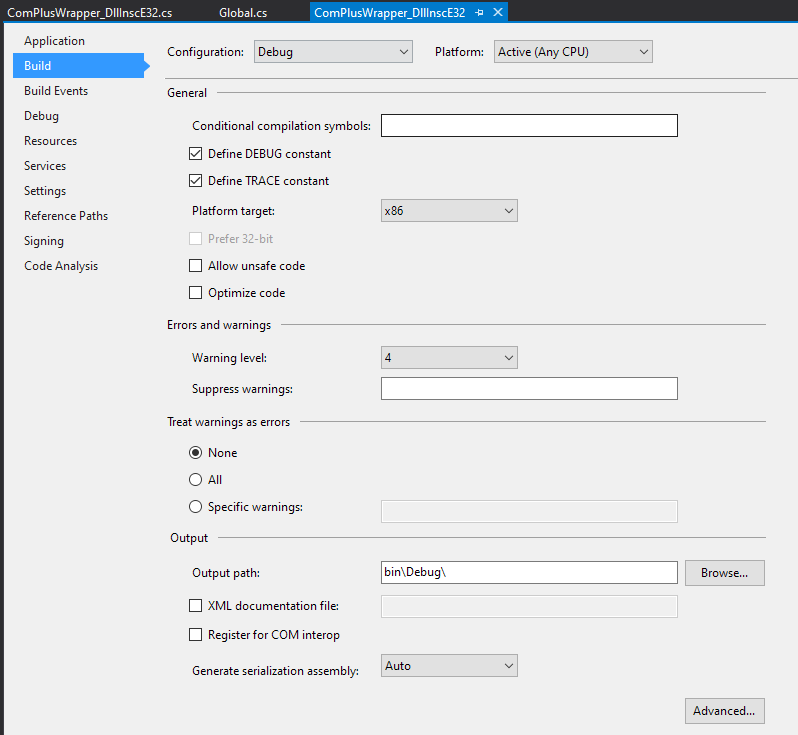 ComPlusWrapper_DllInscE32.cs Global.cs ComPlusWrapper_DllInscE32
Application
Build
Build Events
Debug
Resources
Services
Settings
Reference Paths
Signing
Code Analysis
Configuration: Debug Platform: Active (Any CPU)
General
Conditional compilation symbols:
Define DEBUG constant
Define TRACE constant
Platform target: x86
Prefer 32-bit
Allow unsafe code
Optimize code
Errors and warnings
Warning level: 4
Suppress warnings:
Treat warnings as errors
None
All
Specific warnings:
Output
Output path: bin\Debug\ Browse...
XML documentation file:
Register for COM interop
Generate serialization assembly: Auto
Advanced...